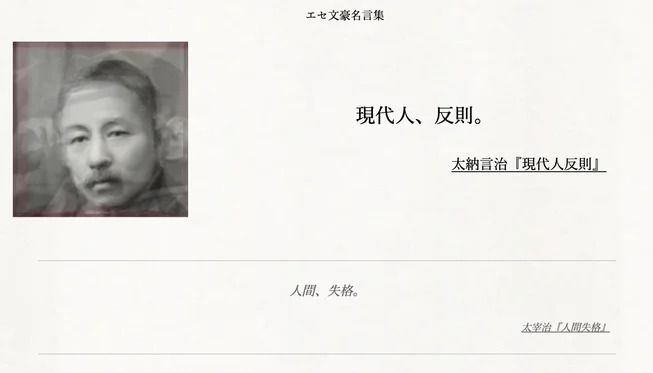 エセ文豪名言集
現代人、反則。
太納言治『現代人反則』
人間、失格。
太宰治『人間失格』